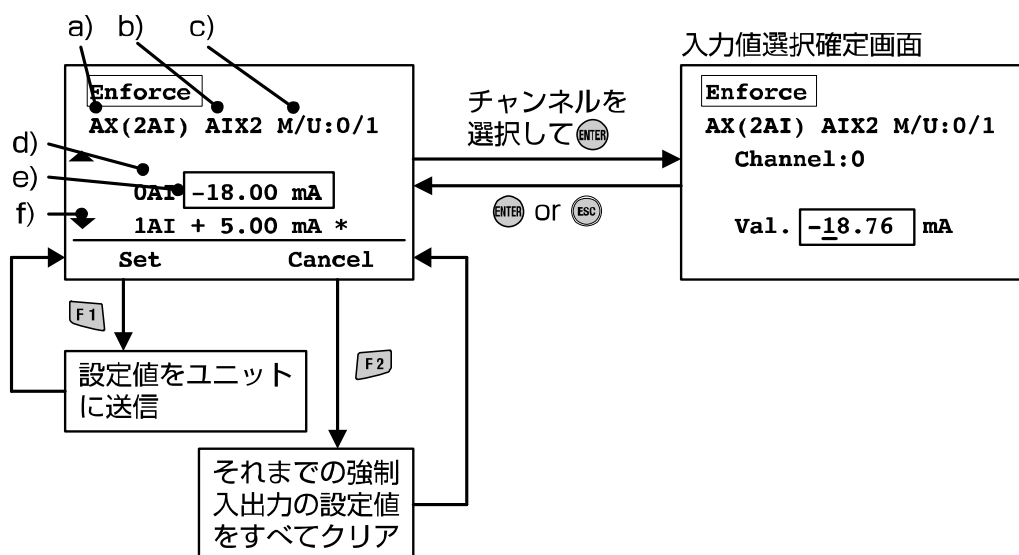 a)
b)
c)
Enforce
AX(2AI) AIX2 M/U:0/1
d)
e)
0AI -18.00 mA
f)
1AI + 5.00 mA *
Set Cancel
チャンネルを
選択して ENTER
ENTER or ESC
入力値選択確定画面
Enforce
AX(2AI) AIX2 M/U:0/1
Channel:0
Val. -18.76 mA
F1
設定値をユニット
に送信
F2
それまでの強制
入出力の設定値
をすべてクリア